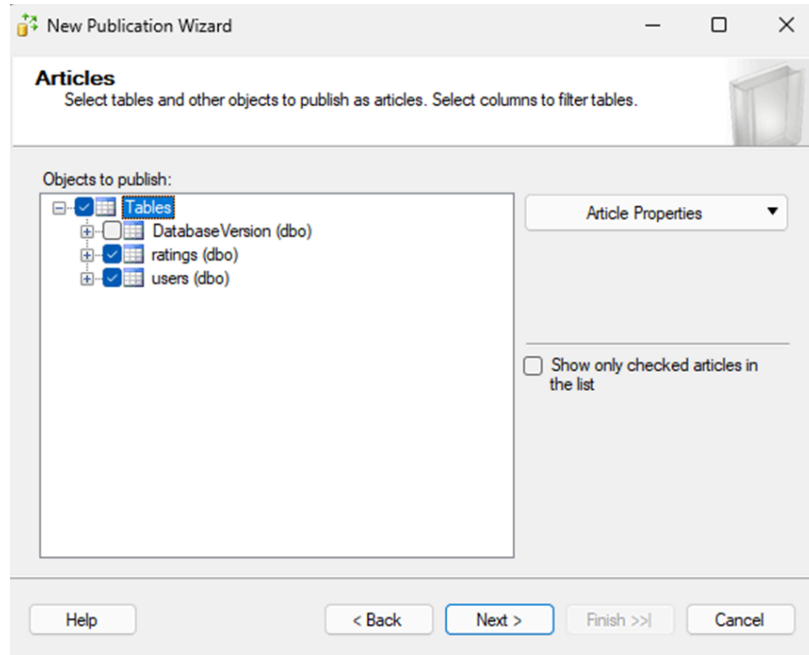 New Publication Wizard
Articles
Select tables and other objects to publish as articles. Select columns to filter tables.
Objects to publish:
Tables
DatabaseVersion (dbo)
ratings (dbo)
users (dbo)
Article Properties
Show only checked articles in
the list
Help
< Back
Next >
Finish >>|
Cancel